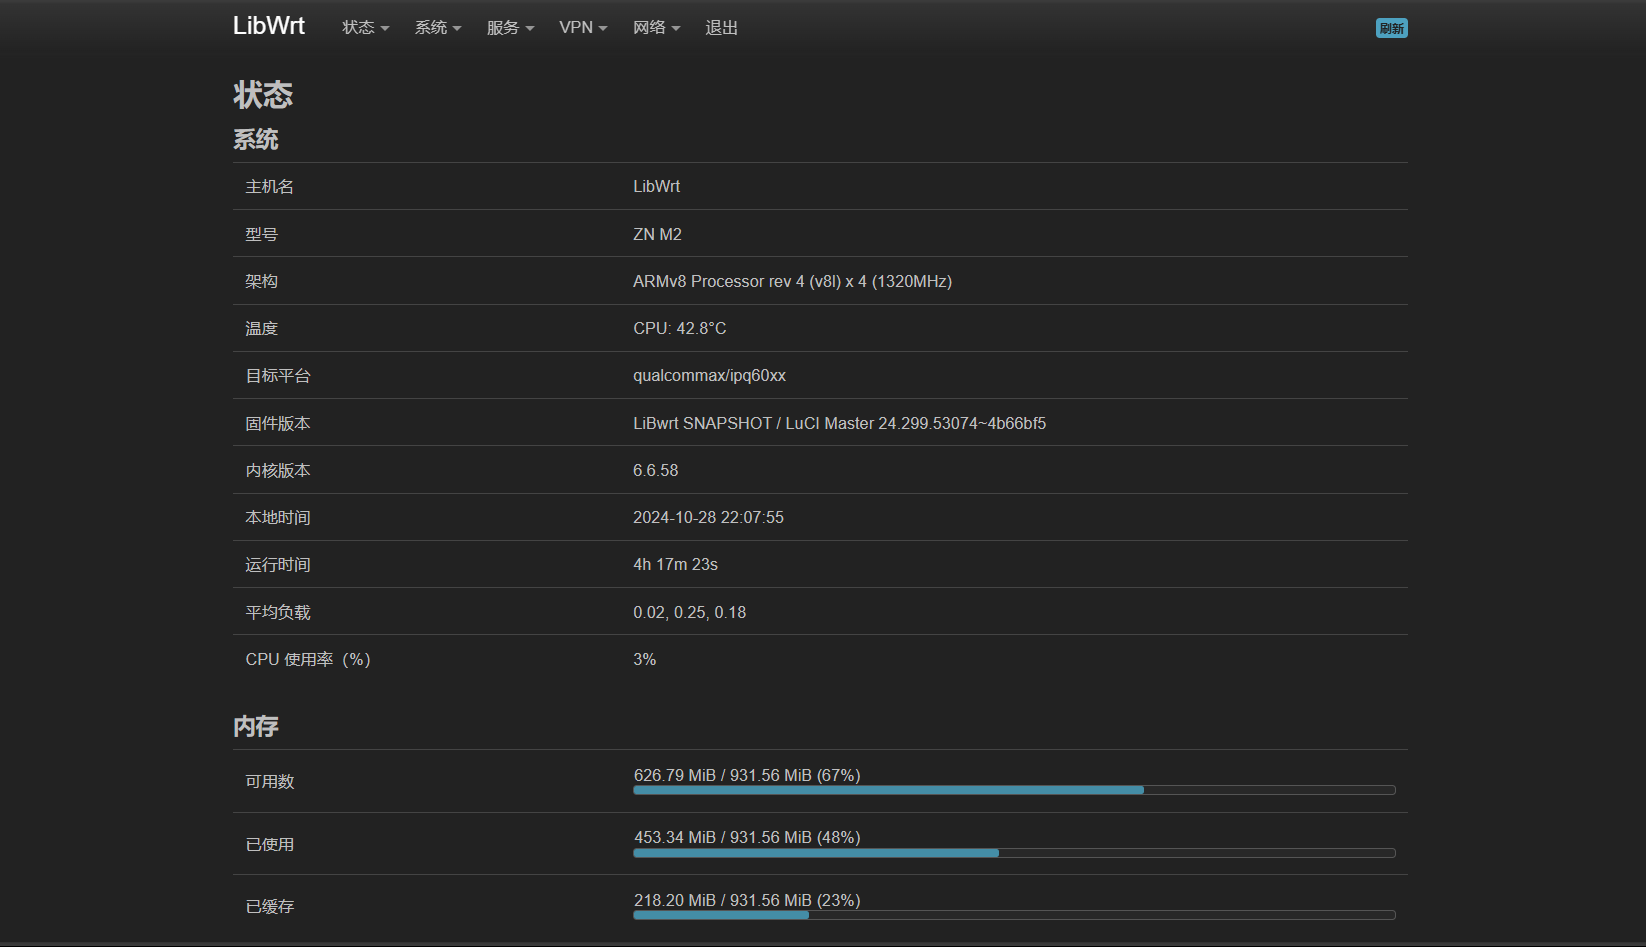 LibWrt 状态 系统 服务 VPN 网络 退出 刷新
状态
系统
主机名 LibWrt
型号 ZN M2
架构 ARMv8 Processor rev 4 (v8l) x 4 (1320MHz)
温度 CPU: 42.8°C
目标平台 qualcommax/ipq60xx
固件版本 LiBwrt SNAPSHOT / LuCI Master 24.299.53074~4b66bf5
内核版本 6.6.58
本地时间 2024-10-28 22:07:55
运行时间 4h 17m 23s
平均负载 0.02, 0.25, 0.18
CPU 使用率（%） 3%
内存
可用数 626.79 MiB / 931.56 MiB (67%)
已使用 453.34 MiB / 931.56 MiB (48%)
已缓存 218.20 MiB / 931.56 MiB (23%)